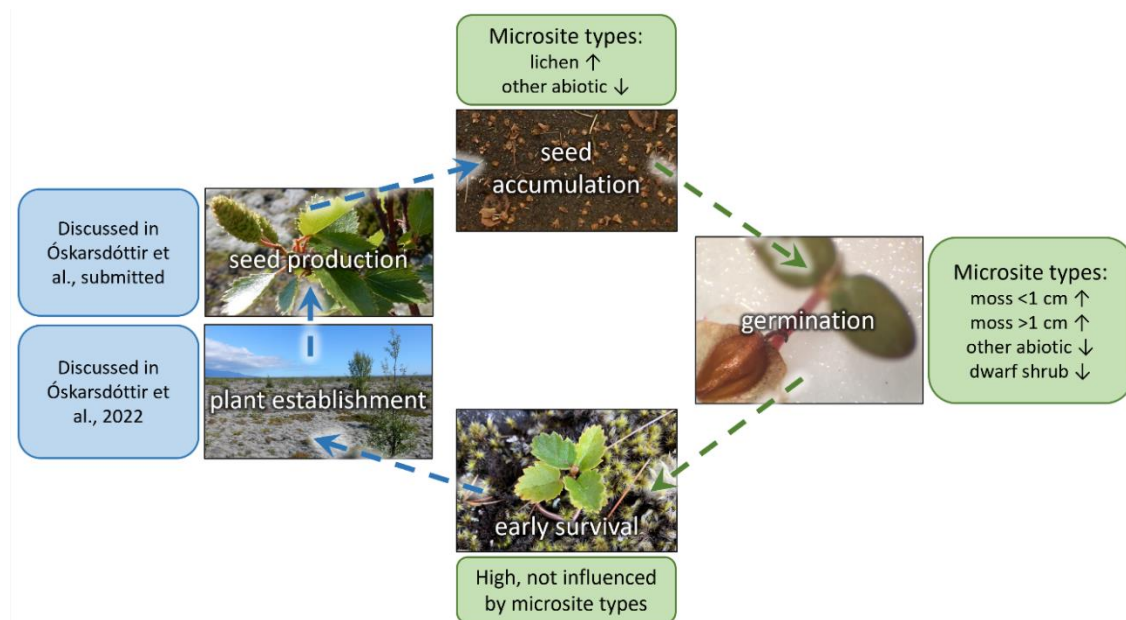 Microsite types:
lichen ↑
other abiotic ↓
seed
accumulation
Discussed in
Óskarsdóttir et
al., submitted
seed production
Microsite types:
moss <1 cm ↑
moss >1 cm ↑
other abiotic ↓
dwarf shrub ↓
germination
Discussed in
Óskarsdóttir et
al., 2022
plant establishment
early survival
High, not influenced
by microsite types